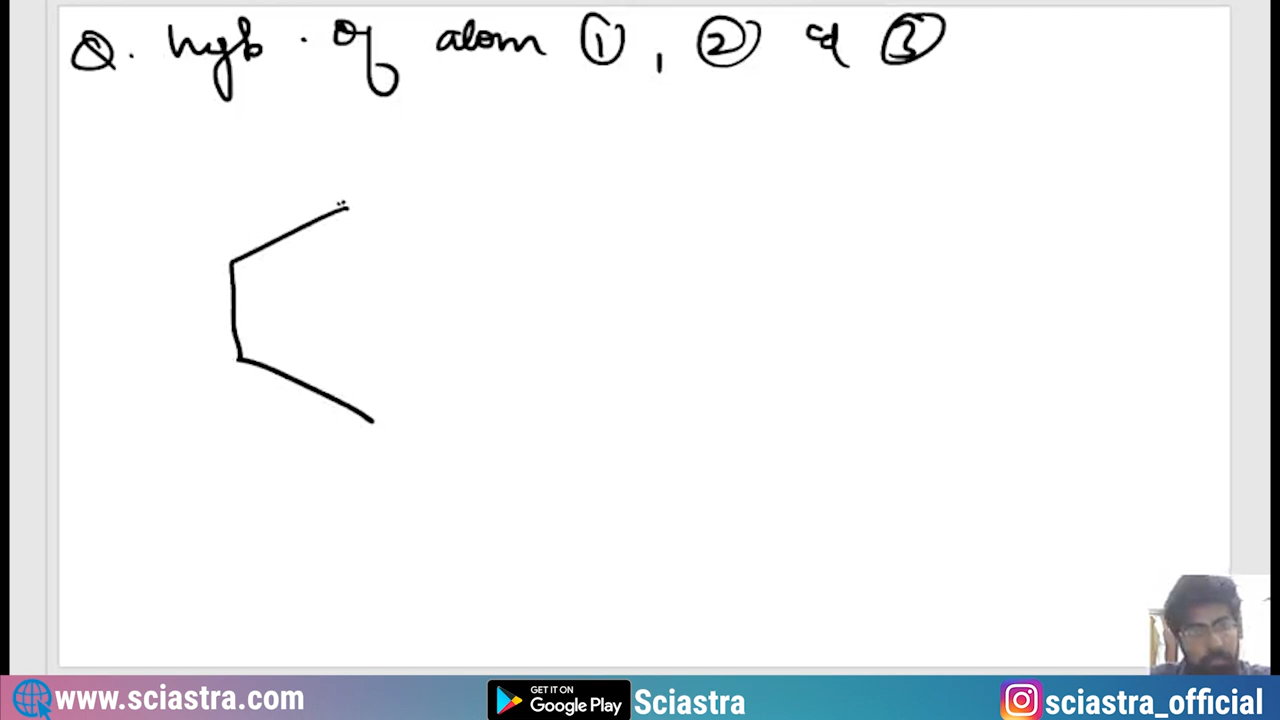 Q. hyb. of atom ①, ② & ③
www.sciastra.com
GET IT ON
Google Play
Sciastra
sciastra_official